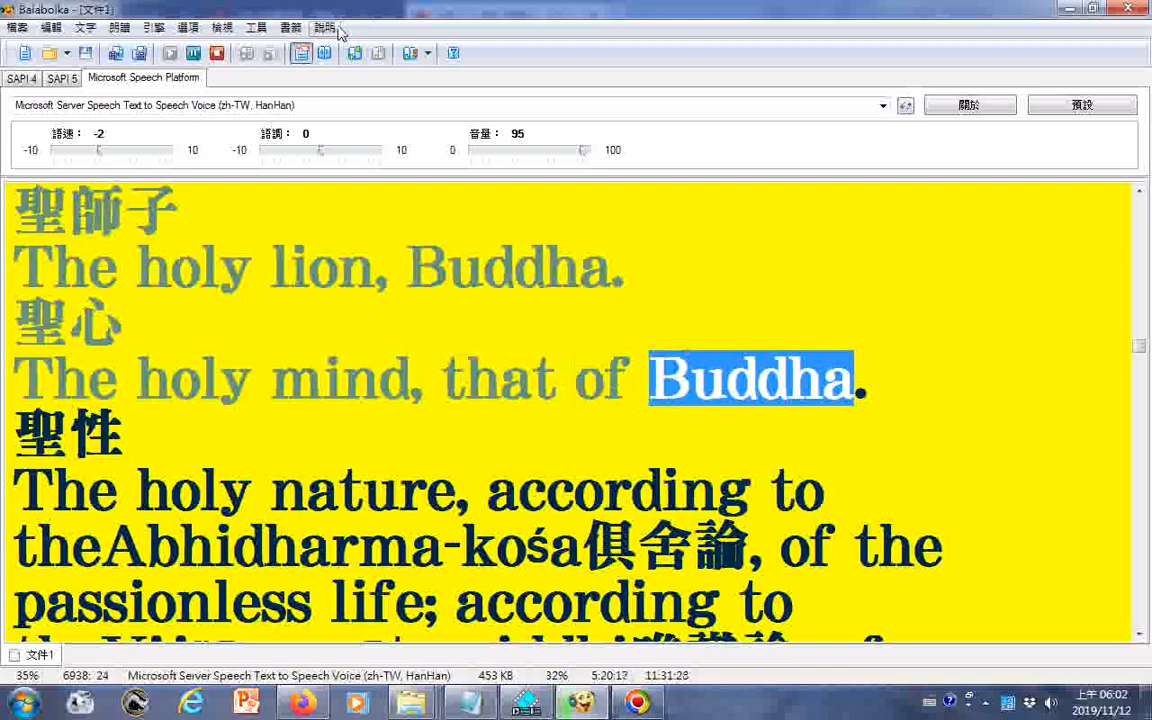 Balabolka - [文件1]
檔案 編輯 文字 朗讀 引擎 選項 檢視 工具 書籤 說明
SAPI 4 SAPI 5 Microsoft Speech Platform
Microsoft Server Speech Text to Speech Voice (zh-TW, HanHan) 關於 預設
語速： -2 語調： 0 音量： 95
-10 10 -10 10 0 100
聖師子
The holy lion, Buddha.
聖心
The holy mind, that of Buddha.
聖性
The holy nature, according to
theAbhidharma-kośa俱舍論, of the
passionless life; according to
文件1
35% 6938: 24 Microsoft Server Speech Text to Speech Voice (zh-TW, HanHan) 453 KB 32% 5:20:17 11:31:28
上午 06:02
2019/11/12